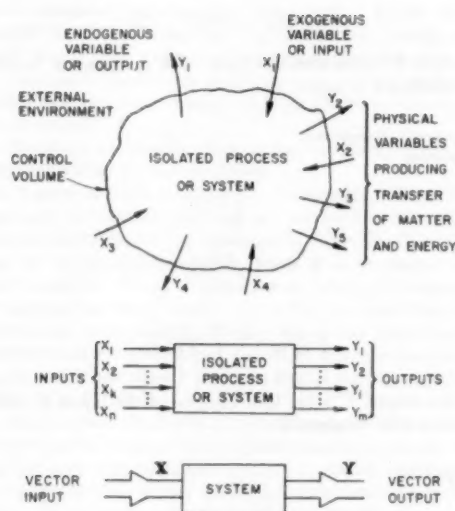 ENDOGENOUS
VARIABLE
OR OUTPUT
EXOGENOUS
VARIABLE
OR INPUT
Y1
X1
EXTERNAL
ENVIRONMENT
Y2
CONTROL
VOLUME
ISOLATED PROCESS
OR SYSTEM
X2
Y3
Y5
PHYSICAL
VARIABLES
PRODUCING
TRANSFER
OF MATTER
AND ENERGY
X3
Y4
X4
INPUTS
X1
X2
Xk
Xn
ISOLATED
PROCESS
OR SYSTEM
Y1
Y2
Yi
Ym
OUTPUTS
VECTOR
INPUT
X
SYSTEM
Y
VECTOR
OUTPUT